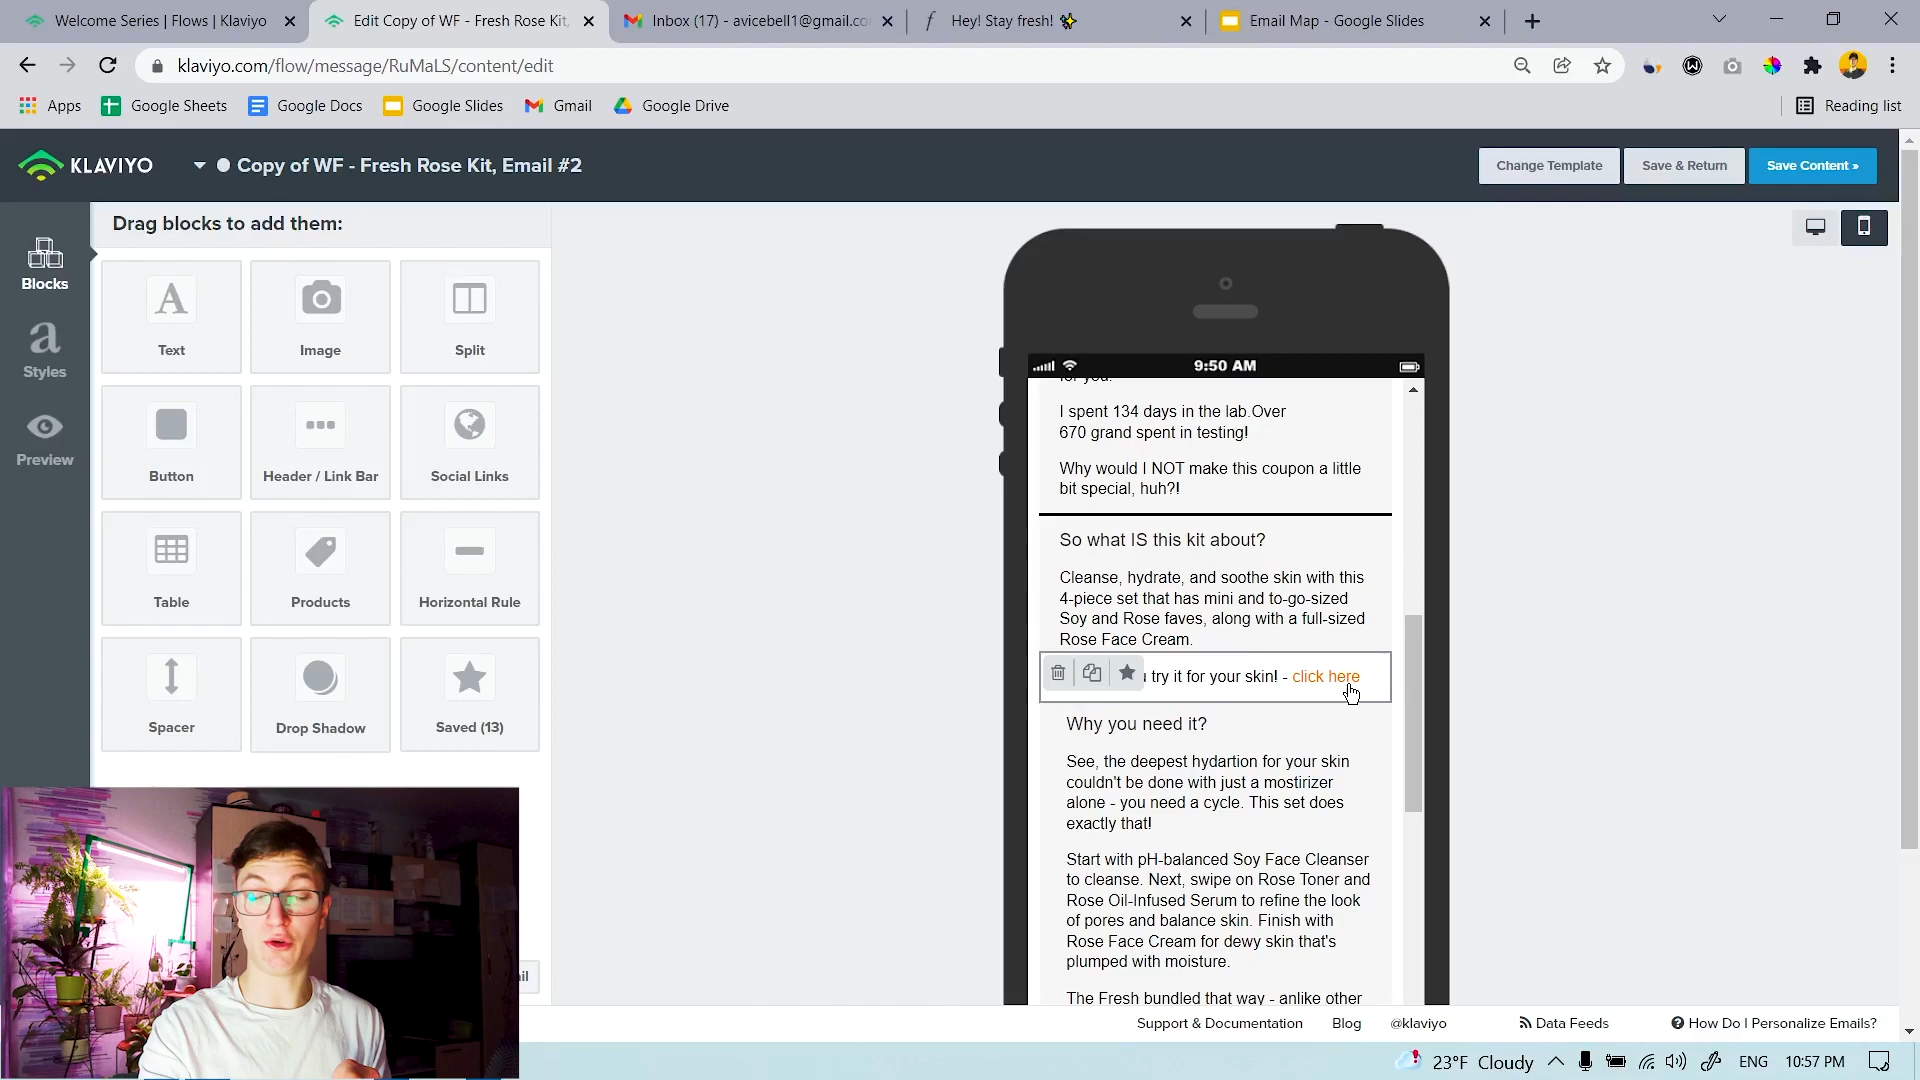 Welcome Series | Flows | Klaviyo
Edit Copy of WF - Fresh Rose Kit,
Inbox (17) - avicebell1@gmail.co
Hey! Stay fresh! ✨
Email Map - Google Slides
klaviyo.com/flow/message/RuMaLS/content/edit
Apps
Google Sheets
Google Docs
Google Slides
Gmail
Google Drive
Reading list
KLAVIYO
Copy of WF - Fresh Rose Kit, Email #2
Change Template
Save & Return
Save Content »
Blocks
Styles
Preview
Drag blocks to add them:
Text
Image
Split
Button
Header / Link Bar
Social Links
Table
Products
Horizontal Rule
Spacer
Drop Shadow
Saved (13)
9:50 AM
for you.
I spent 134 days in the lab.Over
670 grand spent in testing!
Why would I NOT make this coupon a little
bit special, huh?!
So what IS this kit about?
Cleanse, hydrate, and soothe skin with this
4-piece set that has mini and to-go-sized
Soy and Rose faves, along with a full-sized
Rose Face Cream.
try it for your skin! - click here
Why you need it?
See, the deepest hydartion for your skin
couldn't be done with just a mostirizer
alone - you need a cycle. This set does
exactly that!
Start with pH-balanced Soy Face Cleanser
to cleanse. Next, swipe on Rose Toner and
Rose Oil-Infused Serum to refine the look
of pores and balance skin. Finish with
Rose Face Cream for dewy skin that's
plumped with moisture.
The Fresh bundled that way - anlike other
Support & Documentation
Blog
@klaviyo
Data Feeds
How Do I Personalize Emails?
23°F Cloudy
ENG
10:57 PM